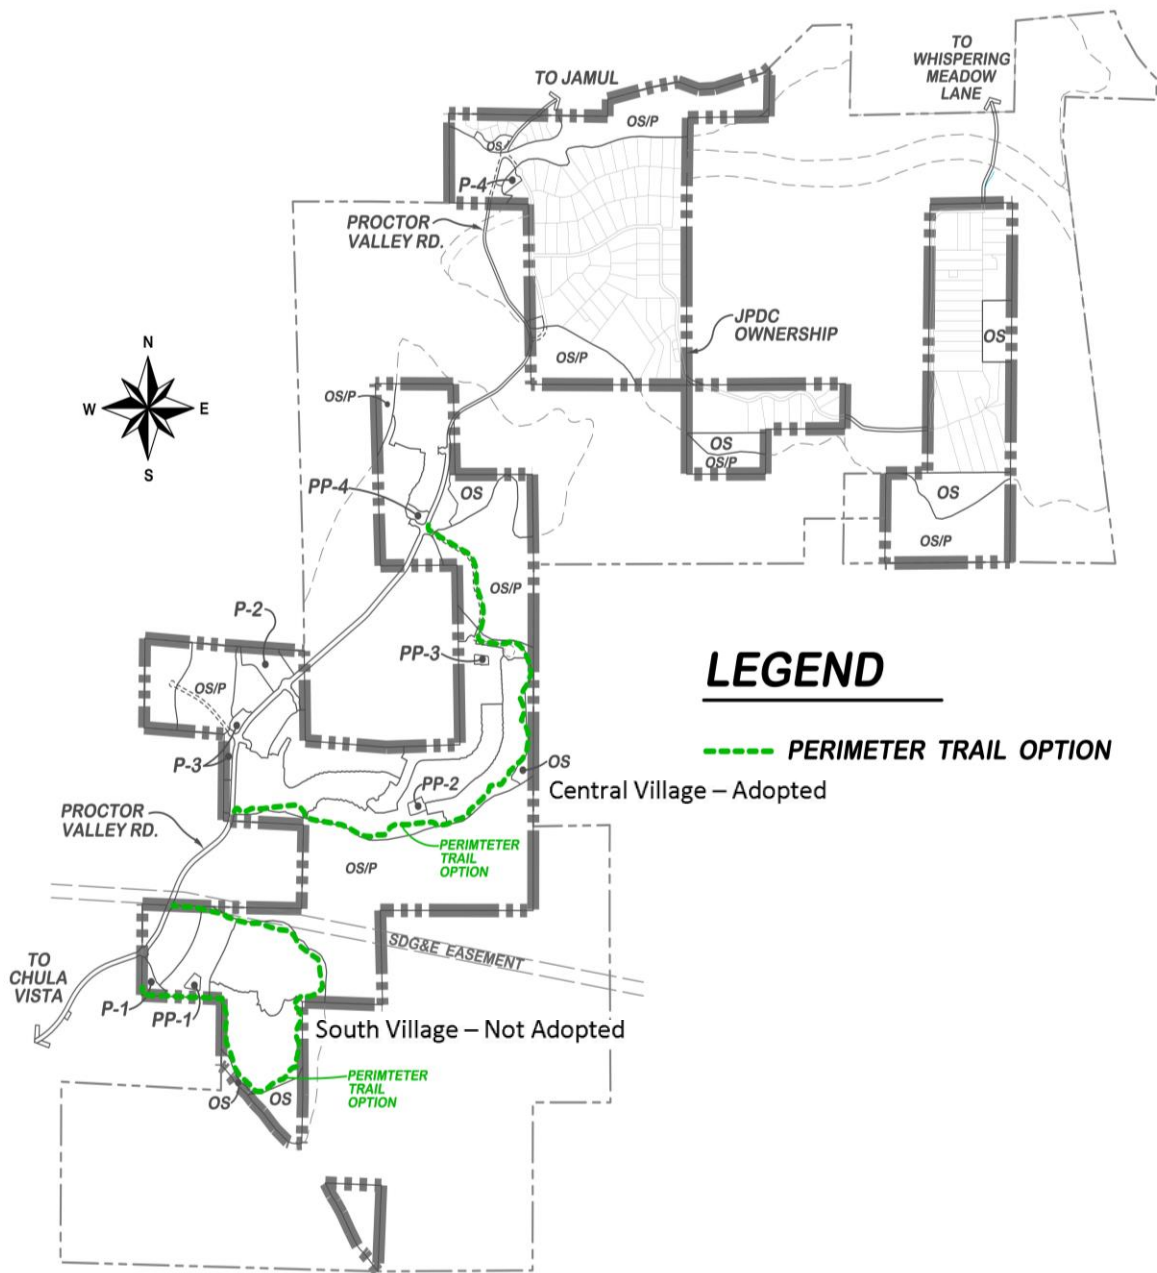 TO
WHISPERING
MEADOW
LANE
TO JAMUL
OS/P
OS
P-4
PROCTOR
VALLEY RD.
JPDC
OWNERSHIP
OS
OS/P
N
W
E
S
OS/P
OS
OS/P
PP-4
OS
OS
OS/P
OS/P
P-2
PP-3
OS/P
LEGEND
PERIMETER TRAIL OPTION
P-3
OS
PP-2
Central Village – Adopted
PROCTOR
VALLEY RD.
PERIMTETER
TRAIL
OPTION
OS/P
SDG&E EASEMENT
TO
CHULA
VISTA
P-1
PP-1
South Village – Not Adopted
PERIMTETER
TRAIL
OPTION
OS
OS